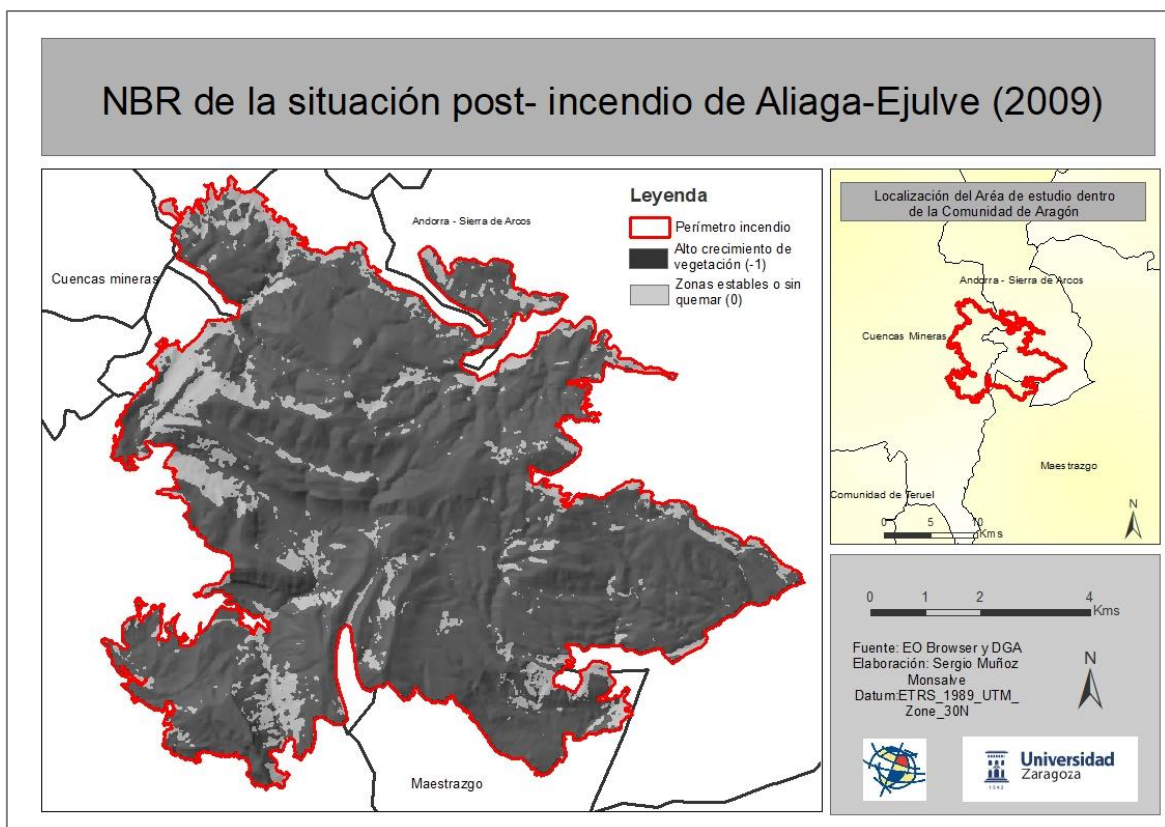 NBR de la situación post- incendio de Aliaga-Ejulve (2009)
Leyenda
Perímetro incendio
Alto crecimiento de
vegetación (-1)
Zonas estables o sin
quemar (0)
Andorra - Sierra de Arcos
Cuencas mineras
Maestrazgo
Localización del Aréa de estudio dentro
de la Comunidad de Aragón
Andorra - Sierra de Arcos
Cuencas Mineras
Maestrazgo
Comunidad de Teruel
0 5 10
Kms
N
0 1 2 4
Kms
Fuente: EO Browser y DGA
Elaboración: Sergio Muñoz
Monsalve
Datum:ETRS_1989_UTM_
Zone_30N
N
Universidad
Zaragoza
1542